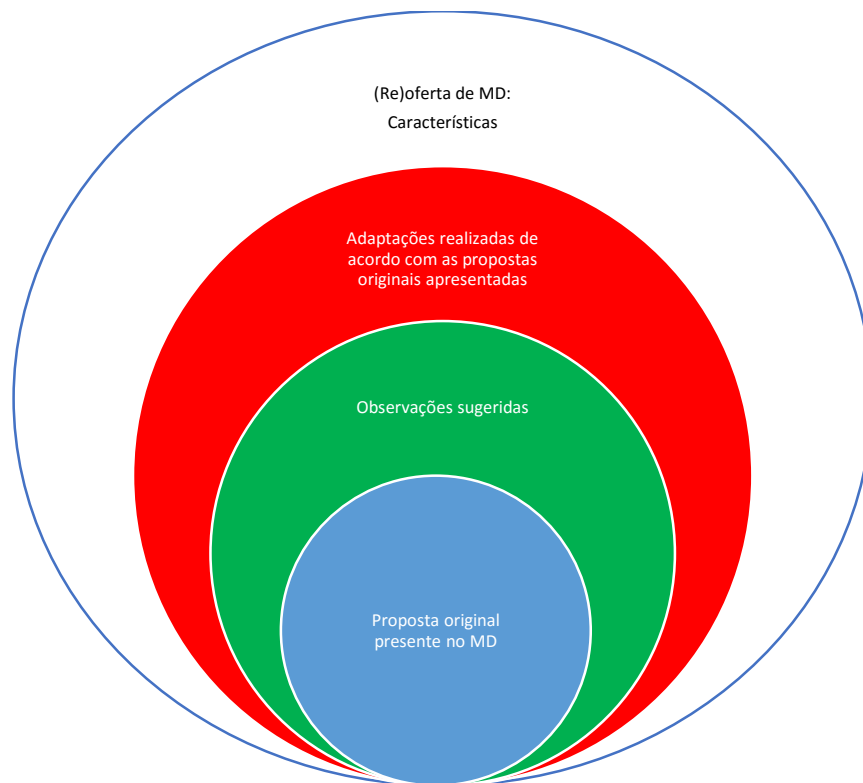 (Re)oferta de MD:
Características
Adaptações realizadas de
acordo com as propostas
originais apresentadas
Observações sugeridas
Proposta original
presente no MD